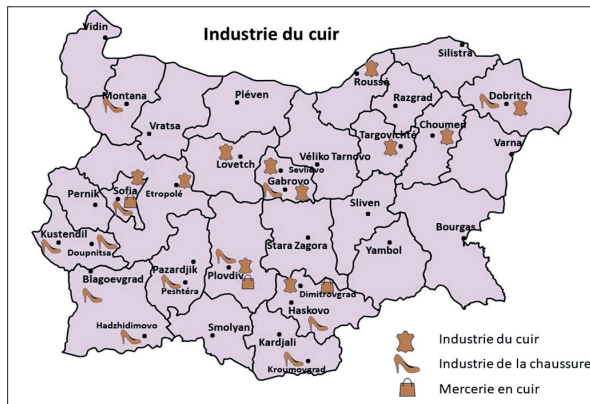 Industrie du cuir
Vidin
Silistra
Roussé
Montana
Pléven
Razgrad
Dobritch
Vratsa
Targovichté
Choumen
Varna
Lovetch
Véliko Tarnovo
Sevlievo
Gabrovo
Sofia
Etropolé
Pernik
Sliven
Kustendil
Doupnitsa
Stara Zagora
Yambol
Bourgas
Blagoevgrad
Pazardjik
Peshtéra
Plovdiv
Dimitrovgrad
Haskovo
Hadzhidimovo
Smolyan
Kardjali
Kroumovgrad
Industrie du cuir
Industrie de la chaussure
Mercerie en cuir